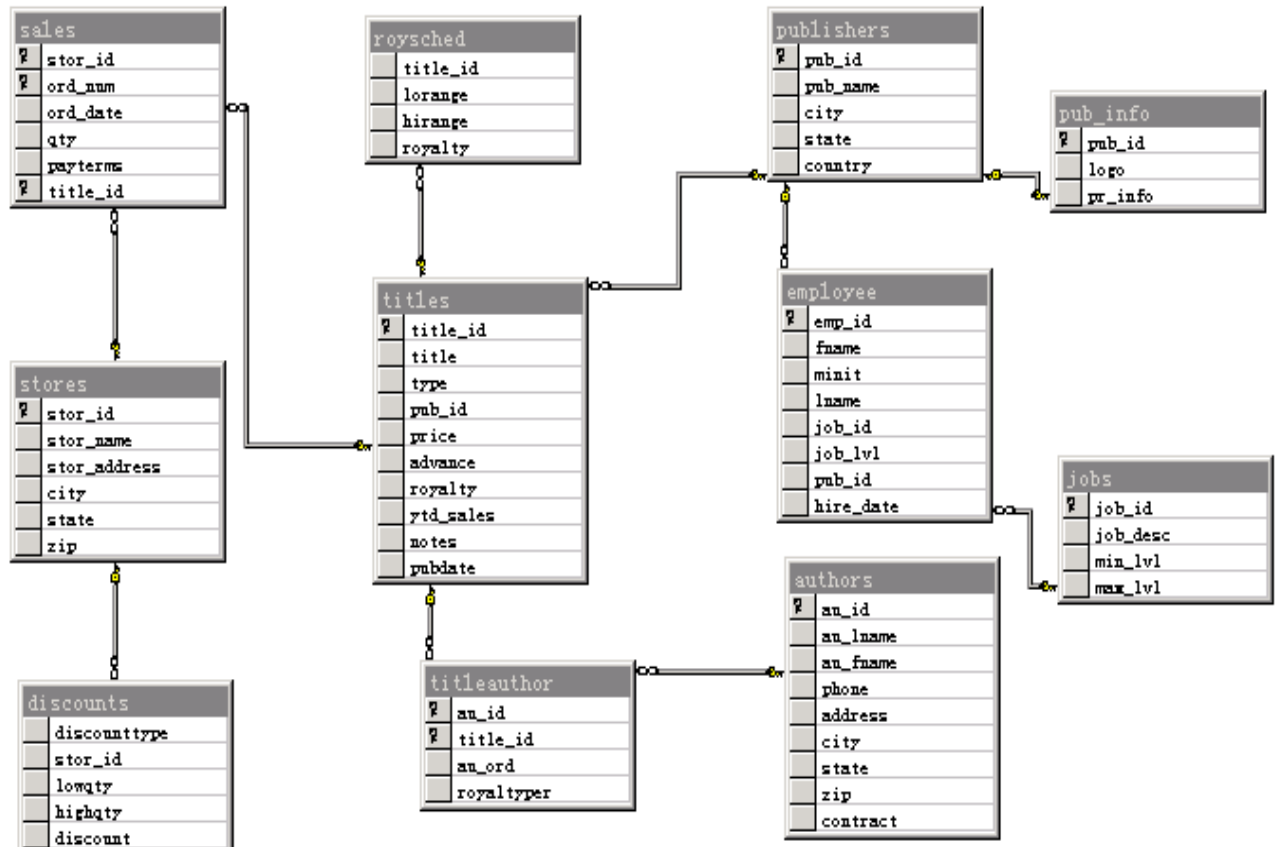 sales
stor_id
ord_num
ord_date
qty
payterms
title_id
roysched
title_id
lorange
hirange
royalty
publishers
pub_id
pub_name
city
state
country
pub_info
pub_id
logo
pr_info
titles
title_id
title
type
pub_id
price
advance
royalty
ytd_sales
notes
pubdate
employee
emp_id
fname
minit
lname
job_id
job_lvl
pub_id
hire_date
stores
stor_id
stor_name
stor_address
city
state
zip
jobs
job_id
job_desc
min_lvl
max_lvl
authors
au_id
au_lname
au_fname
phone
address
city
state
zip
contract
titleauthor
au_id
title_id
au_ord
royaltyper
discounts
discounttype
stor_id
lowqty
highqty
discount